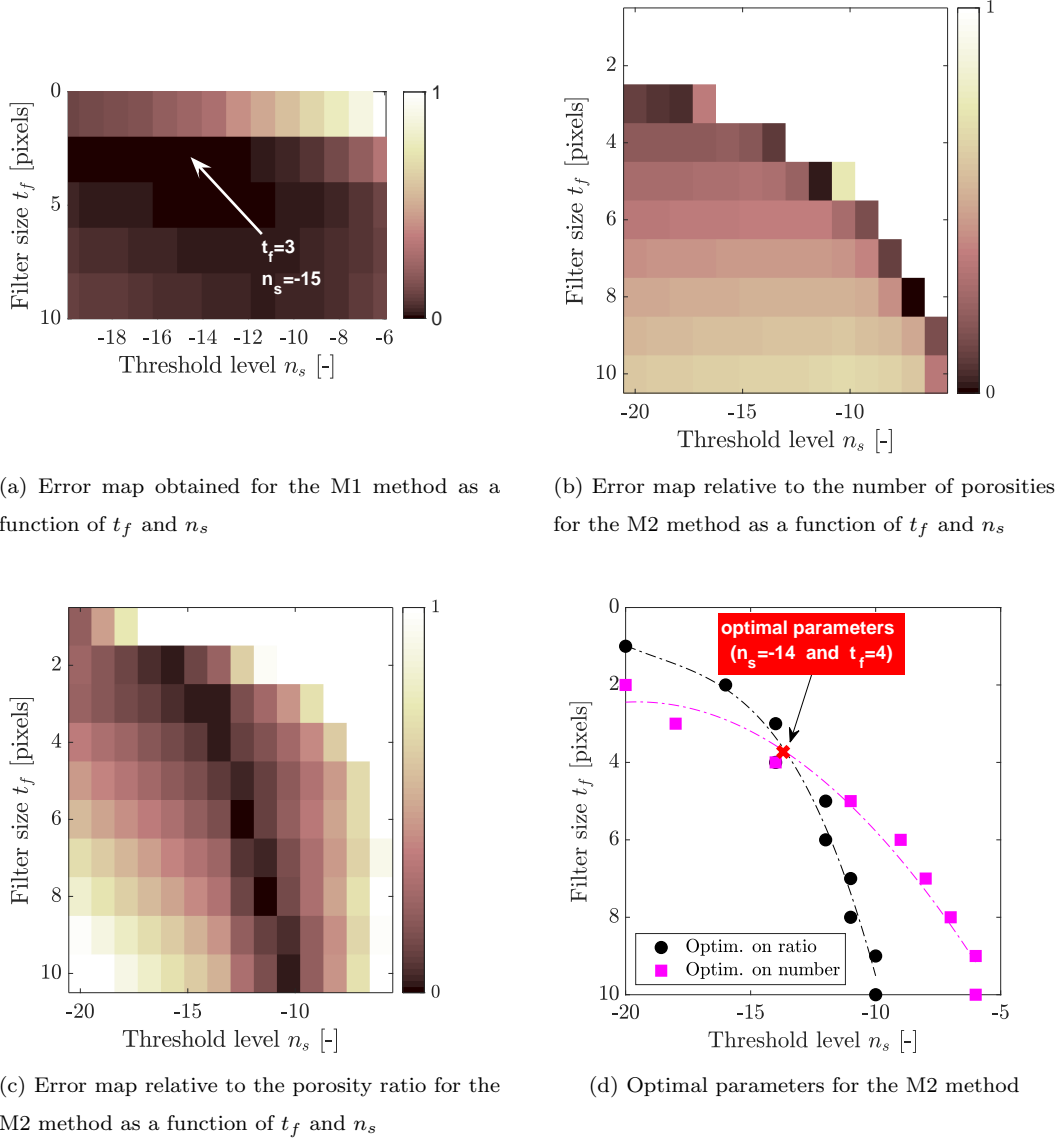 0
5
10
Filter size t_f [pixels]
-18 -16 -14 -12 -10 -8 -6
Threshold level n_s [-]
t_f=3
n_s=-15
1
0
(a) Error map obtained for the M1 method as a
function of t_f and n_s
2
4
6
8
10
Filter size t_f [pixels]
-20 -15 -10
Threshold level n_s [-]
1
0
(b) Error map relative to the number of porosities
for the M2 method as a function of t_f and n_s
2
4
6
8
10
Filter size t_f [pixels]
-20 -15 -10
Threshold level n_s [-]
1
0
(c) Error map relative to the porosity ratio for the
M2 method as a function of t_f and n_s
0
2
4
6
8
10
Filter size t_f [pixels]
optimal parameters
(n_s=-14 and t_f=4)
Optim. on ratio
Optim. on number
-20 -15 -10 -5
Threshold level n_s [-]
(d) Optimal parameters for the M2 method